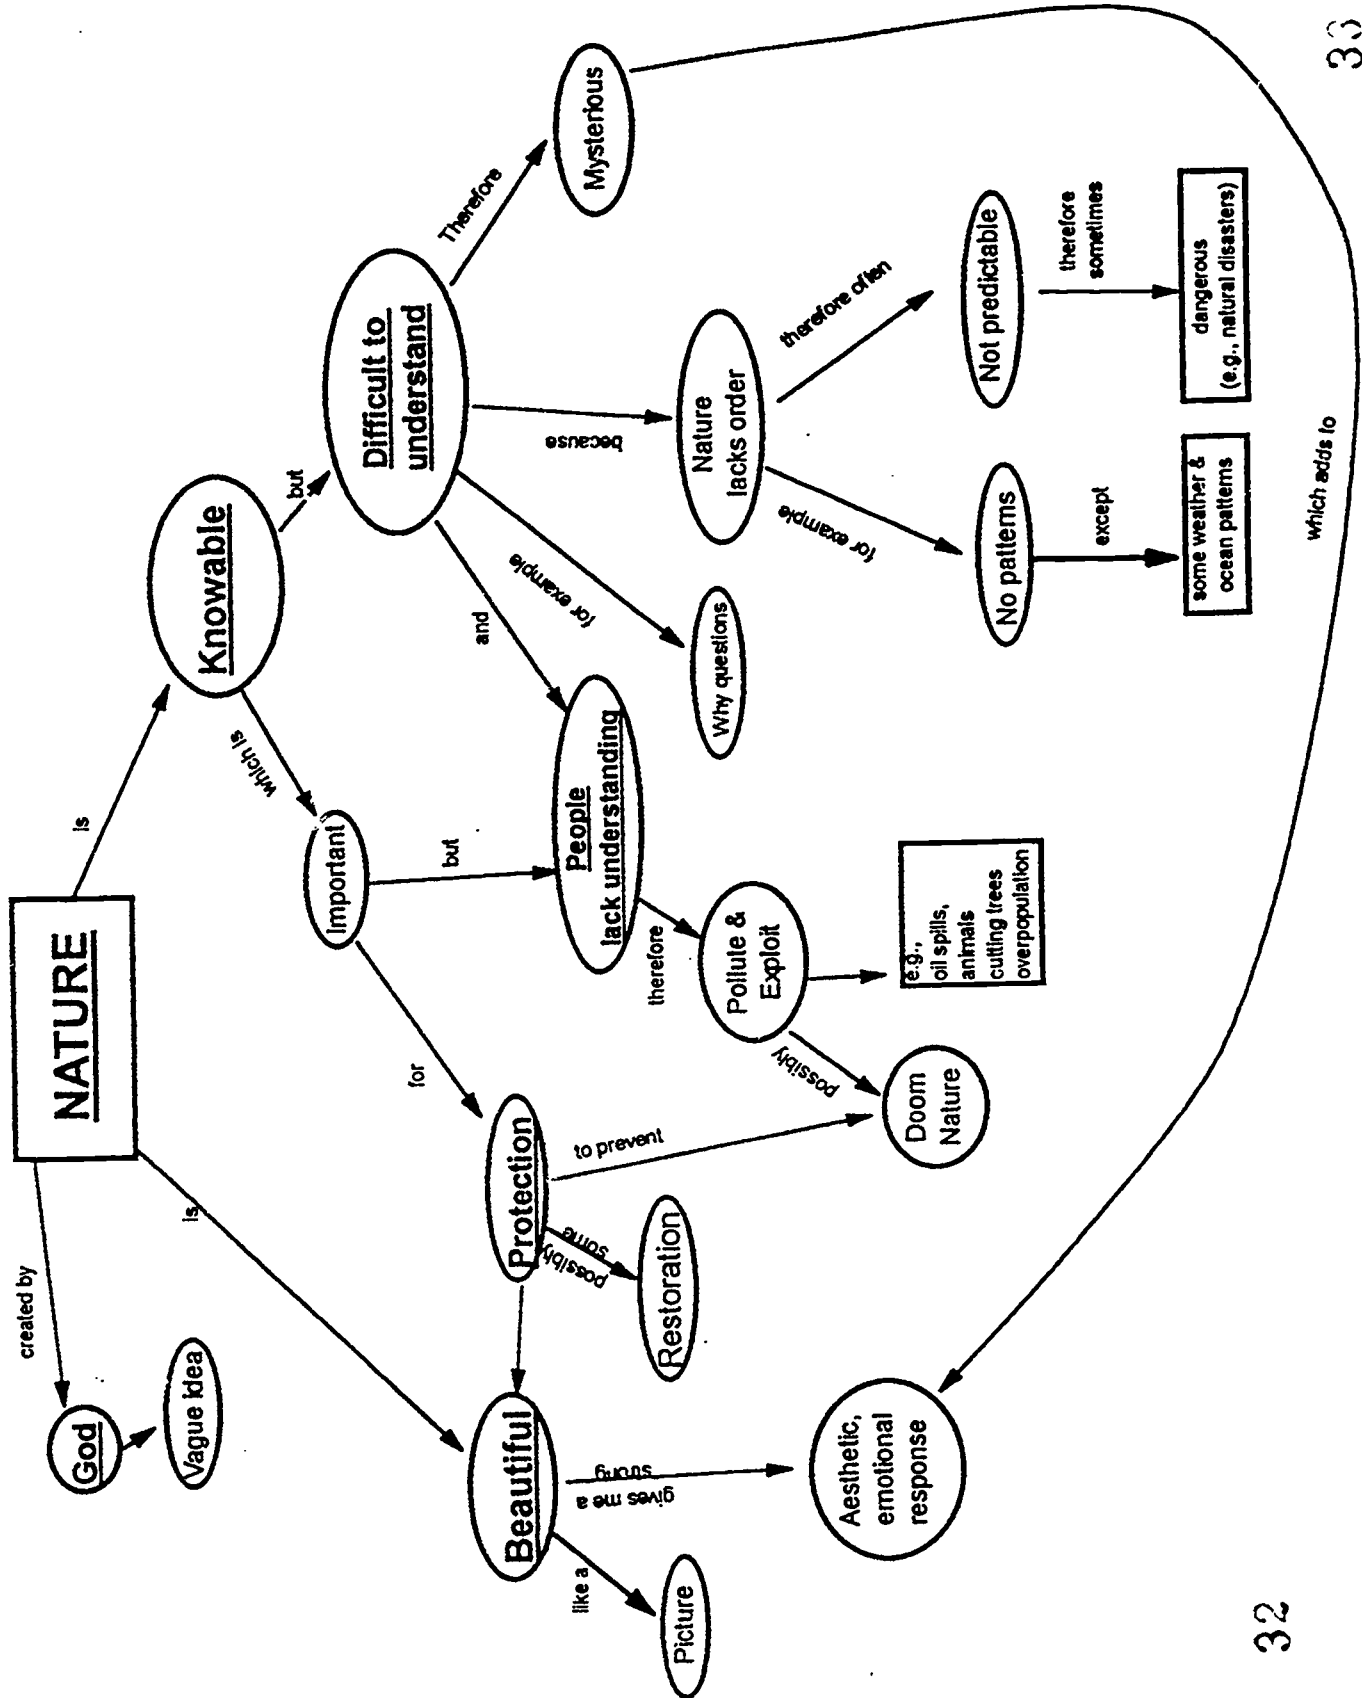 NATURE
created by
is
is
God
Vague idea
Knowable
which is
but
Important
Difficult to
understand
for
but
and
for example
because
Therefore
Beautiful
Protection
People
lack understanding
Mysterious
like a
gives me a
strong
possibly
some
to prevent
therefore
Why questions
Nature
lacks order
Picture
Restoration
Pollute &
Exploit
possibly
for example
therefore often
Aesthetic,
emotional
response
Doom
Nature
e.g.,
oil spills,
animals
cutting trees
overpopulation
No patterns
Not predictable
except
therefore
sometimes
some weather &
ocean patterns
dangerous
(e.g., natural disasters)
which adds to
32
33